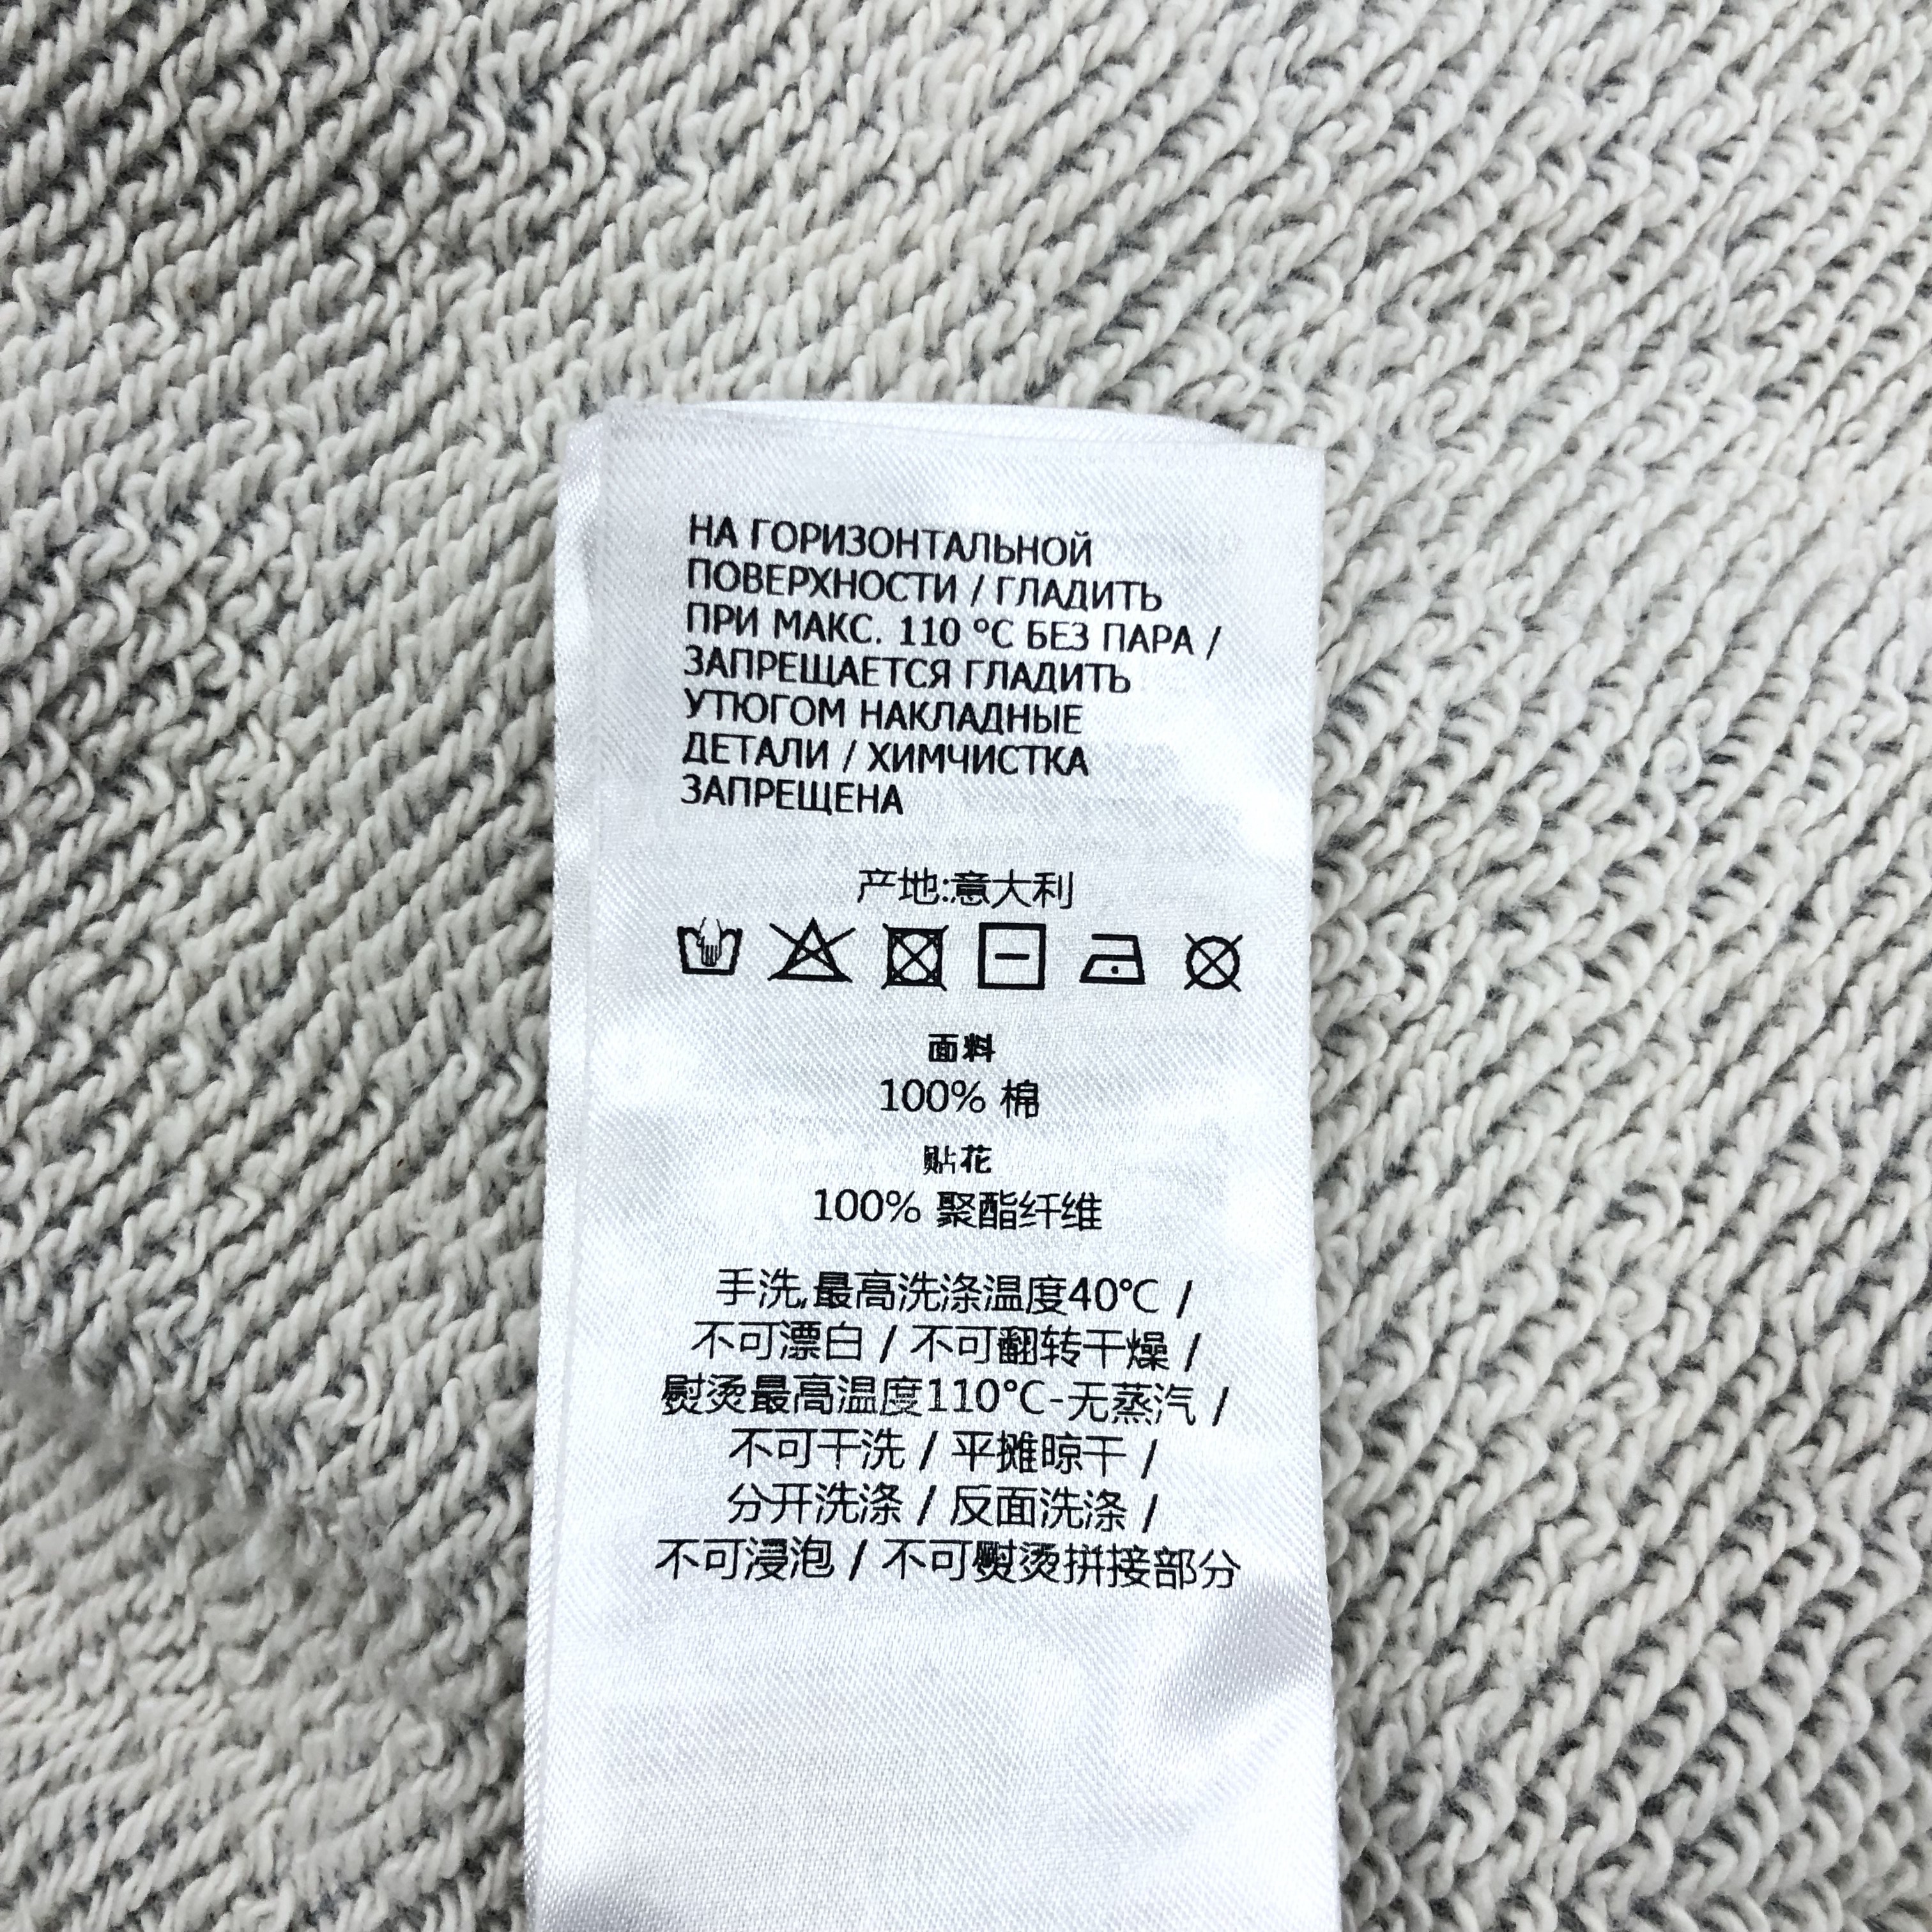 НА ГОРИЗОНТАЛЬНОЙ
ПОВЕРХНОСТИ / ГЛАДИТЬ
ПРИ МАКС. 110 °C БЕЗ ПАРА /
ЗАПРЕЩАЕТСЯ ГЛАДИТЬ
УТЮГОМ НАКЛАДНЫЕ
ДЕТАЛИ / ХИМЧИСТКА
ЗАПРЕЩЕНА
产地:意大利
面料
100% 棉
贴花
100% 聚酯纤维
手洗,最高洗涤温度40℃ /
不可漂白 / 不可翻转干燥 /
熨烫最高温度110℃-无蒸汽 /
不可干洗 / 平摊晾干 /
分开洗涤 / 反面洗涤 /
不可浸泡 / 不可熨烫拼接部分